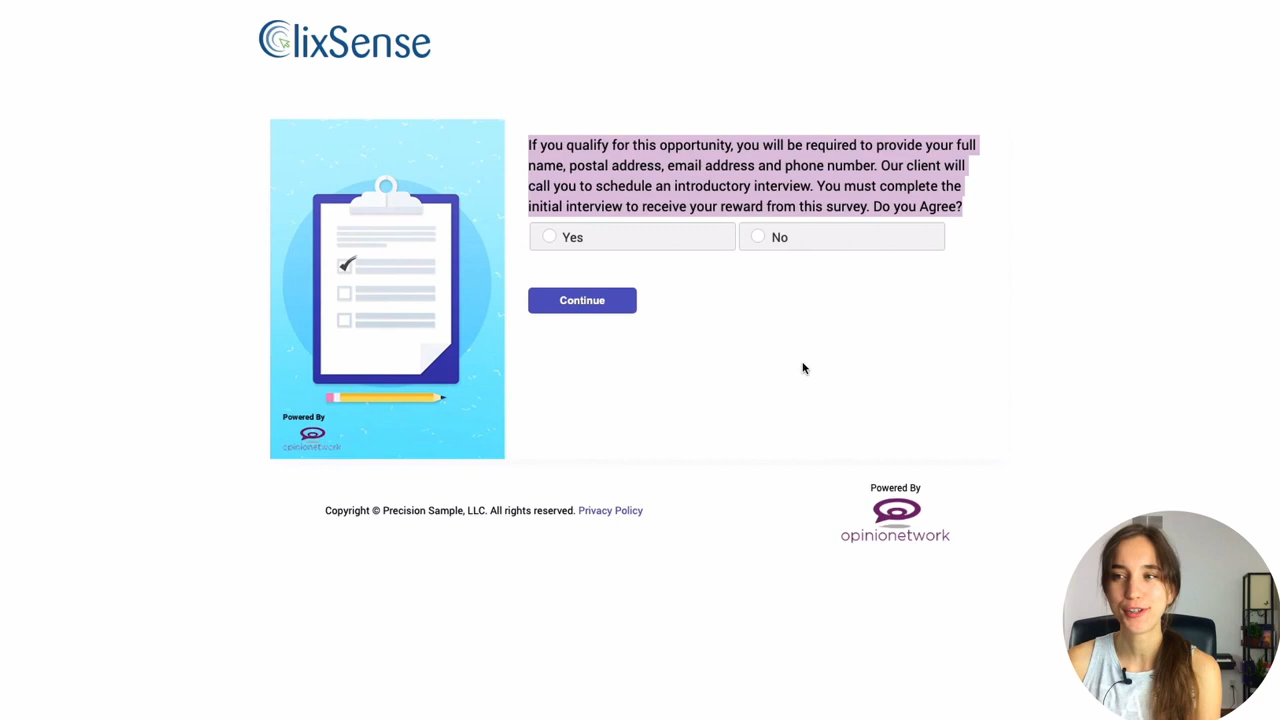 ClixSense
If you qualify for this opportunity, you will be required to provide your full
name, postal address, email address and phone number. Our client will
call you to schedule an introductory interview. You must complete the
initial interview to receive your reward from this survey. Do you Agree?
Yes
No
Continue
Powered By
opinionetwork
Copyright © Precision Sample, LLC. All rights reserved. Privacy Policy
Powered By
opinionetwork